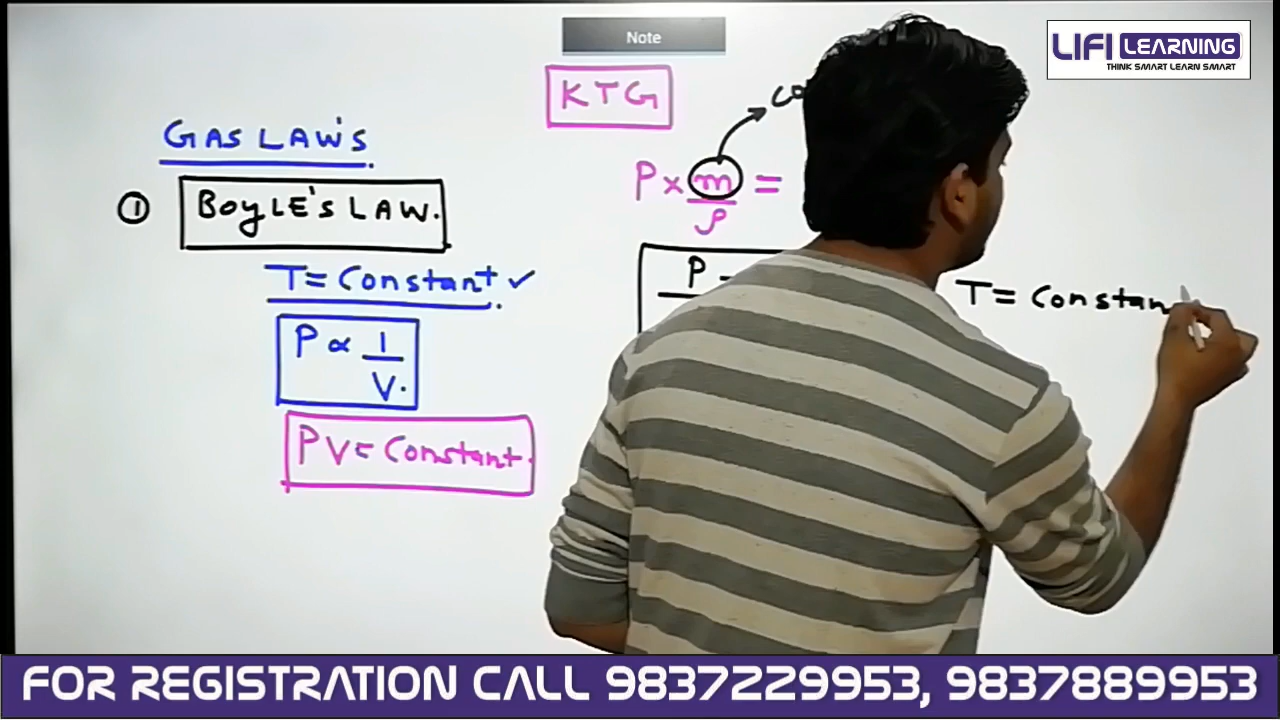 Note
LIFI LEARNING
THINK SMART LEARN SMART
KTG
GAS LAW'S
① BOYLE'S LAW.
T = Constant ✓
P ∝ 1/V.
PV = Constant.
P × m/ρ =
P
T = Constan
FOR REGISTRATION CALL 9837229953, 9837889953